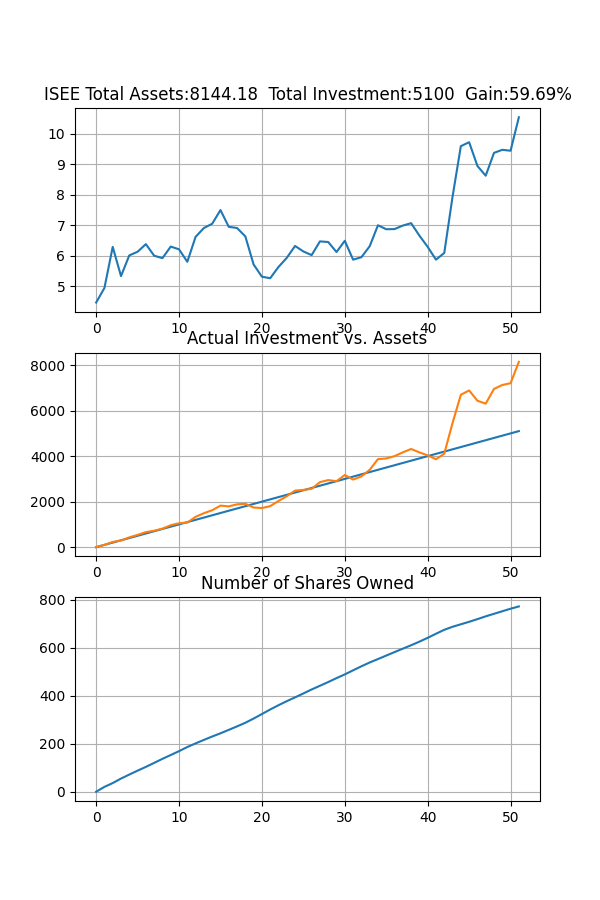 ISEE Total Assets:8144.18  Total Investment:5100  Gain:59.69%
10
9
8
7
6
5
0 10 20 30 40 50
Actual Investment vs. Assets
8000
6000
4000
2000
0
0 10 20 30 40 50
Number of Shares Owned
800
600
400
200
0
0 10 20 30 40 50